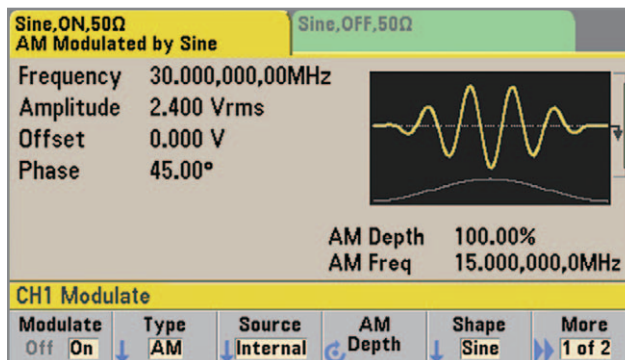 Sine,ON,50Ω
AM Modulated by Sine
Sine,OFF,50Ω
Frequency 30.000,000,00MHz
Amplitude 2.400 Vrms
Offset 0.000 V
Phase 45.00°
AM Depth 100.00%
AM Freq 15.000,000,0MHz
CH1 Modulate
Modulate Type Source AM Shape More
Off On AM Internal Depth Sine 1 of 2